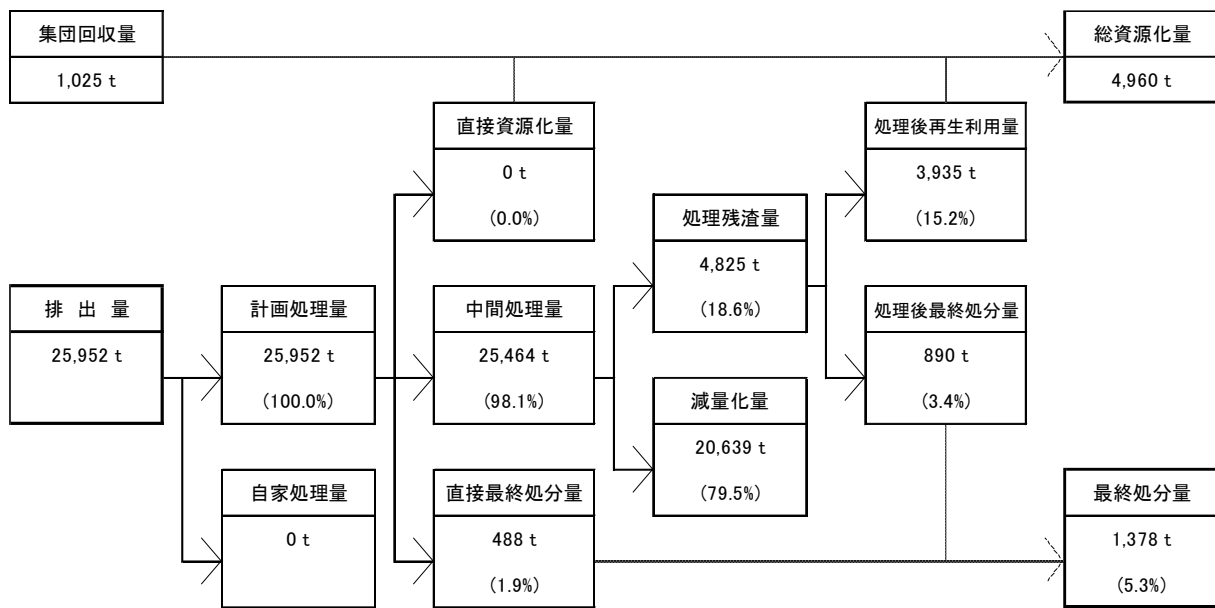 集団回収量
1,025 t
総資源化量
4,960 t
直接資源化量
0 t
(0.0%)
処理後再生利用量
3,935 t
(15.2%)
処理残渣量
4,825 t
(18.6%)
排 出 量
25,952 t
計画処理量
25,952 t
(100.0%)
中間処理量
25,464 t
(98.1%)
処理後最終処分量
890 t
(3.4%)
減量化量
20,639 t
(79.5%)
自家処理量
0 t
直接最終処分量
488 t
(1.9%)
最終処分量
1,378 t
(5.3%)